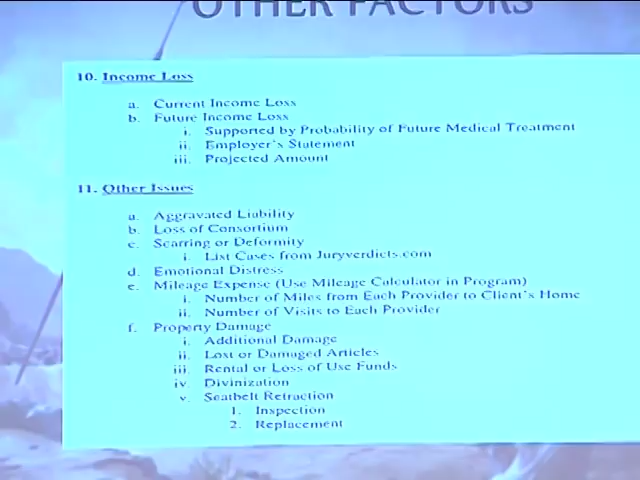 OTHER FACTORS
10. Income Loss
a. Current Income Loss
b. Future Income Loss
i. Supported by Probability of Future Medical Treatment
ii. Employer's Statement
iii. Projected Amount
11. Other Issues
a. Aggravated Liability
b. Loss of Consortium
c. Scarring or Deformity
i. List Cases from Juryverdicts.com
d. Emotional Distress
e. Mileage Expense (Use Mileage Calculator in Program)
i. Number of Miles from Each Provider to Client's Home
ii. Number of Visits to Each Provider
f. Property Damage
i. Additional Damage
ii. Lost or Damaged Articles
iii. Rental or Loss of Use Funds
iv. Divinization
v. Seatbelt Retraction
1. Inspection
2. Replacement